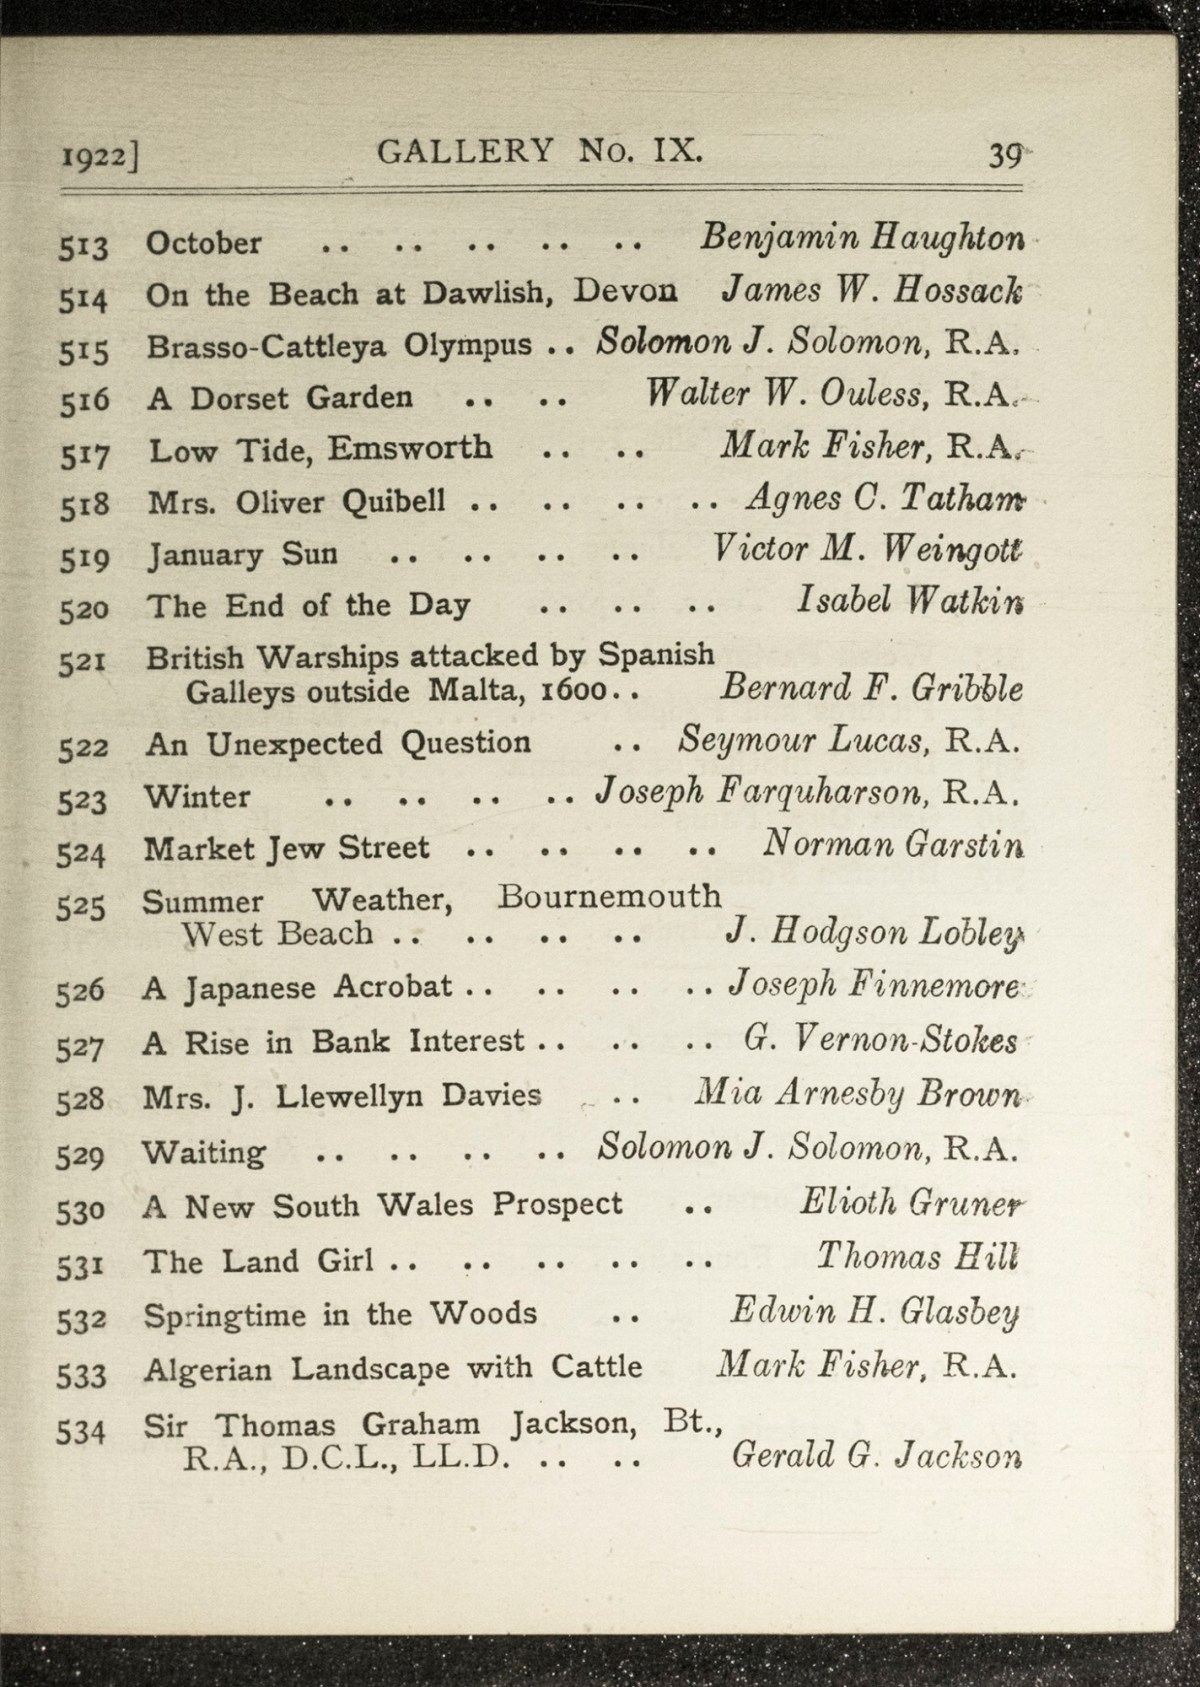 1922] GALLERY No. IX. 39
513 October .. .. .. .. .. Benjamin Haughton
514 On the Beach at Dawlish, Devon James W. Hossack
515 Brasso-Cattleya Olympus .. Solomon J. Solomon, R.A.
516 A Dorset Garden .. .. Walter W. Ouless, R.A.
517 Low Tide, Emsworth .. .. Mark Fisher, R.A.
518 Mrs. Oliver Quibell .. .. .. .. Agnes C. Tatham
519 January Sun .. .. .. .. Victor M. Weingott
520 The End of the Day .. .. .. Isabel Watkin
521 British Warships attacked by Spanish
Galleys outside Malta, 1600.. Bernard F. Gribble
522 An Unexpected Question .. Seymour Lucas, R.A.
523 Winter .. .. .. .. Joseph Farquharson, R.A.
524 Market Jew Street .. .. .. .. Norman Garstin
525 Summer Weather, Bournemouth
West Beach .. .. .. .. J. Hodgson Lobley
526 A Japanese Acrobat .. .. .. .. Joseph Finnemore
527 A Rise in Bank Interest .. .. .. G. Vernon-Stokes
528 Mrs. J. Llewellyn Davies .. Mia Arnesby Brown
529 Waiting .. .. .. .. Solomon J. Solomon, R.A.
530 A New South Wales Prospect .. Elioth Gruner
531 The Land Girl .. .. .. .. .. Thomas Hill
532 Springtime in the Woods .. Edwin H. Glasbey
533 Algerian Landscape with Cattle Mark Fisher, R.A.
534 Sir Thomas Graham Jackson, Bt.,
R.A., D.C.L., LL.D. .. .. Gerald G. Jackson